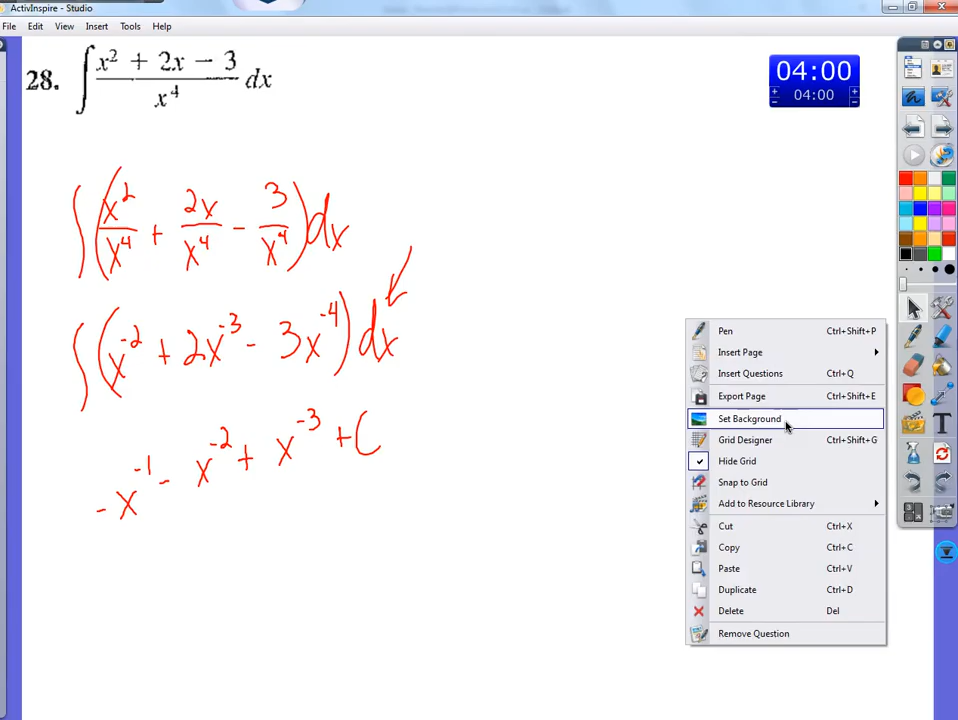 ActivInspire - Studio
File Edit View Insert Tools Help
28. ∫ (x² + 2x − 3)/x⁴ dx
04:00
04:00
∫(x²/x⁴ + 2x/x⁴ − 3/x⁴)dx
∫(x⁻² + 2x⁻³ − 3x⁻⁴)dx
-x⁻¹ - x⁻² + x⁻³ + C
Pen Ctrl+Shift+P
Insert Page
Insert Questions Ctrl+Q
Export Page Ctrl+Shift+E
Set Background
Grid Designer Ctrl+Shift+G
Hide Grid
Snap to Grid
Add to Resource Library
Cut Ctrl+X
Copy Ctrl+C
Paste Ctrl+V
Duplicate Ctrl+D
Delete Del
Remove Question